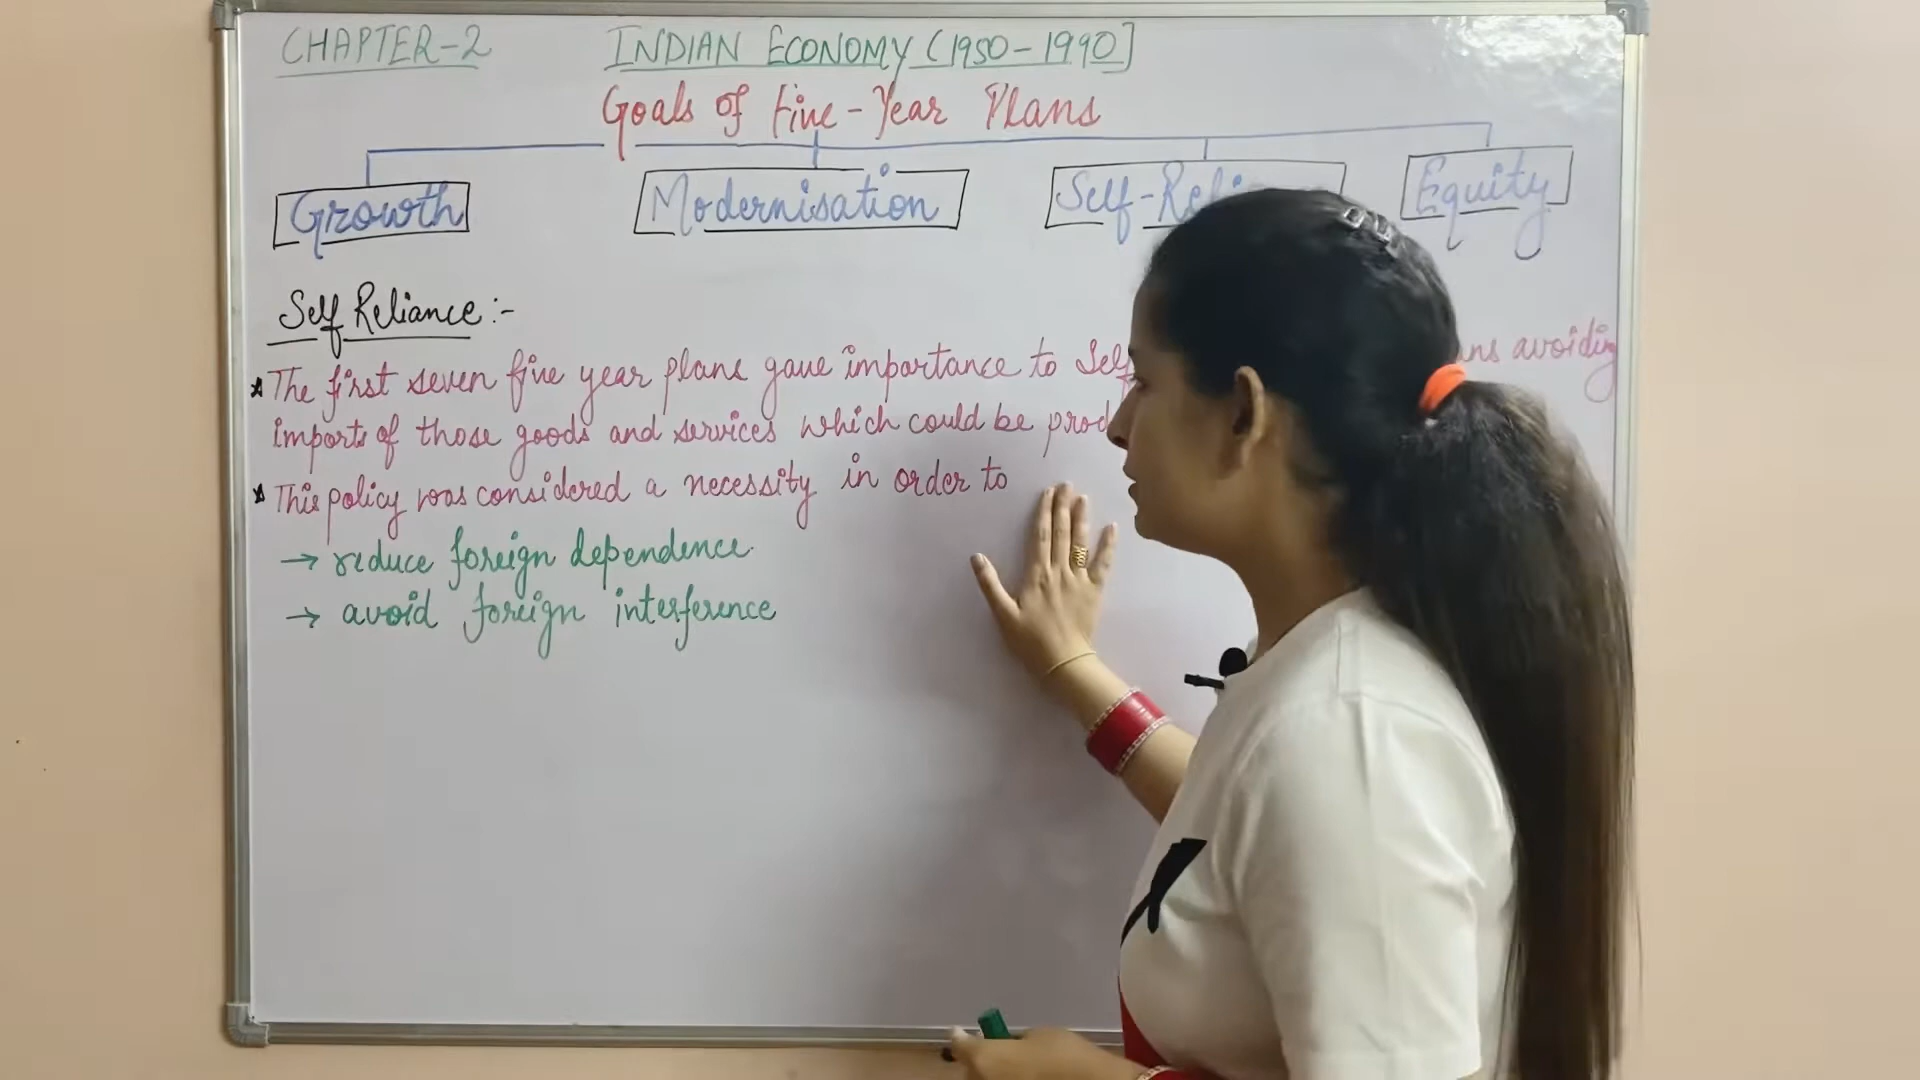 CHAPTER-2 INDIAN ECONOMY (1950-1990]
Goals of Five-Year Plans
Growth Modernisation Self-Reli Equity
Self Reliance :-
* The first seven five year plans gave importance to Self ans avoiding
imports of those goods and services which could be prod
* This policy was considered a necessity in order to
→ reduce foreign dependence.
→ avoid foreign interference